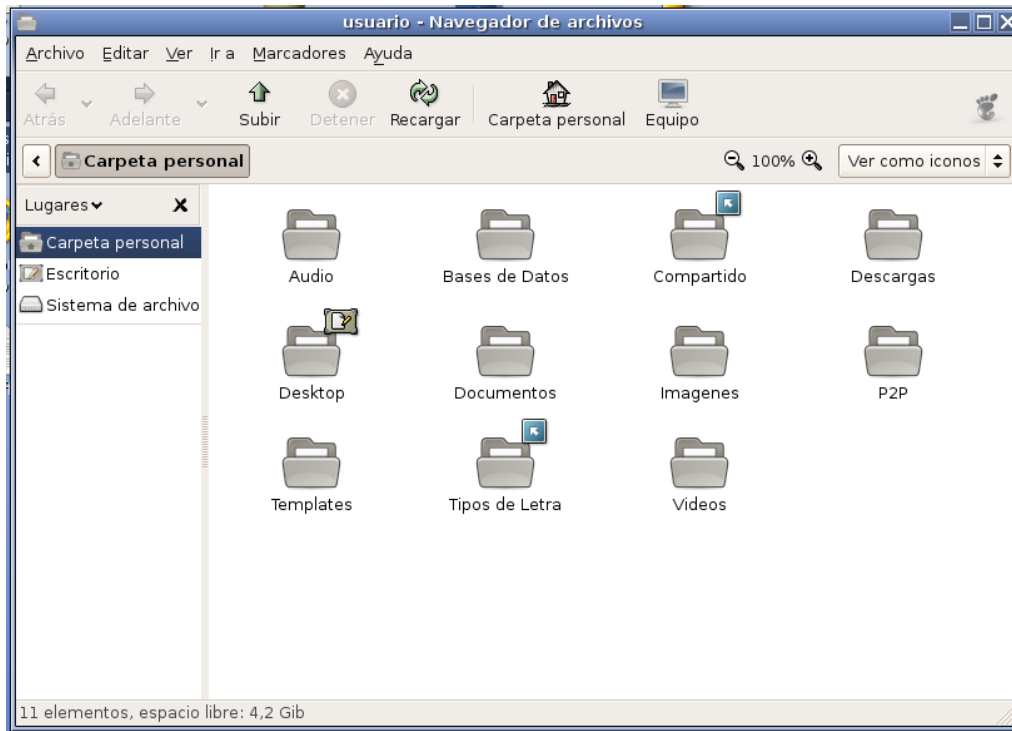 usuario - Navegador de archivos
Archivo Editar Ver Ir a Marcadores Ayuda
Atrás Adelante Subir Detener Recargar Carpeta personal Equipo
Carpeta personal 100% Ver como iconos
Lugares
Carpeta personal
Escritorio
Sistema de archivo
Audio Bases de Datos Compartido Descargas
Desktop Documentos Imagenes P2P
Templates Tipos de Letra Videos
11 elementos, espacio libre: 4,2 Gib